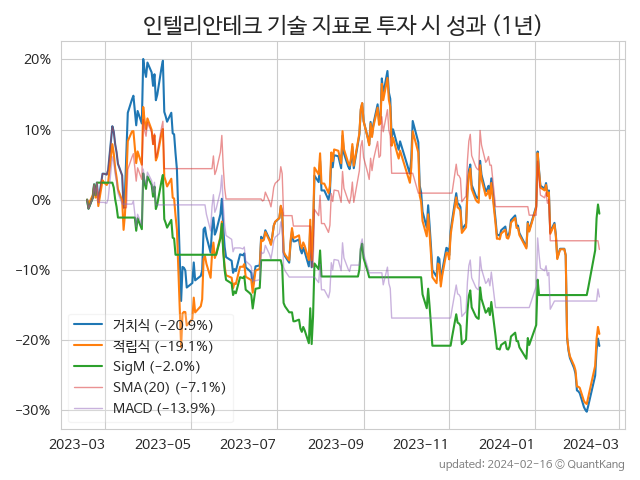 인텔리안테크 기술 지표로 투자 시 성과 (1년)
20%
10%
0%
−10%
−20%
−30%
거치식 (−20.9%)
적립식 (−19.1%)
SigM (−2.0%)
SMA(20) (−7.1%)
MACD (−13.9%)
2023−03
2023−05
2023−07
2023−09
2023−11
2024−01
2024−03
updated: 2024−02−16 © QuantKang